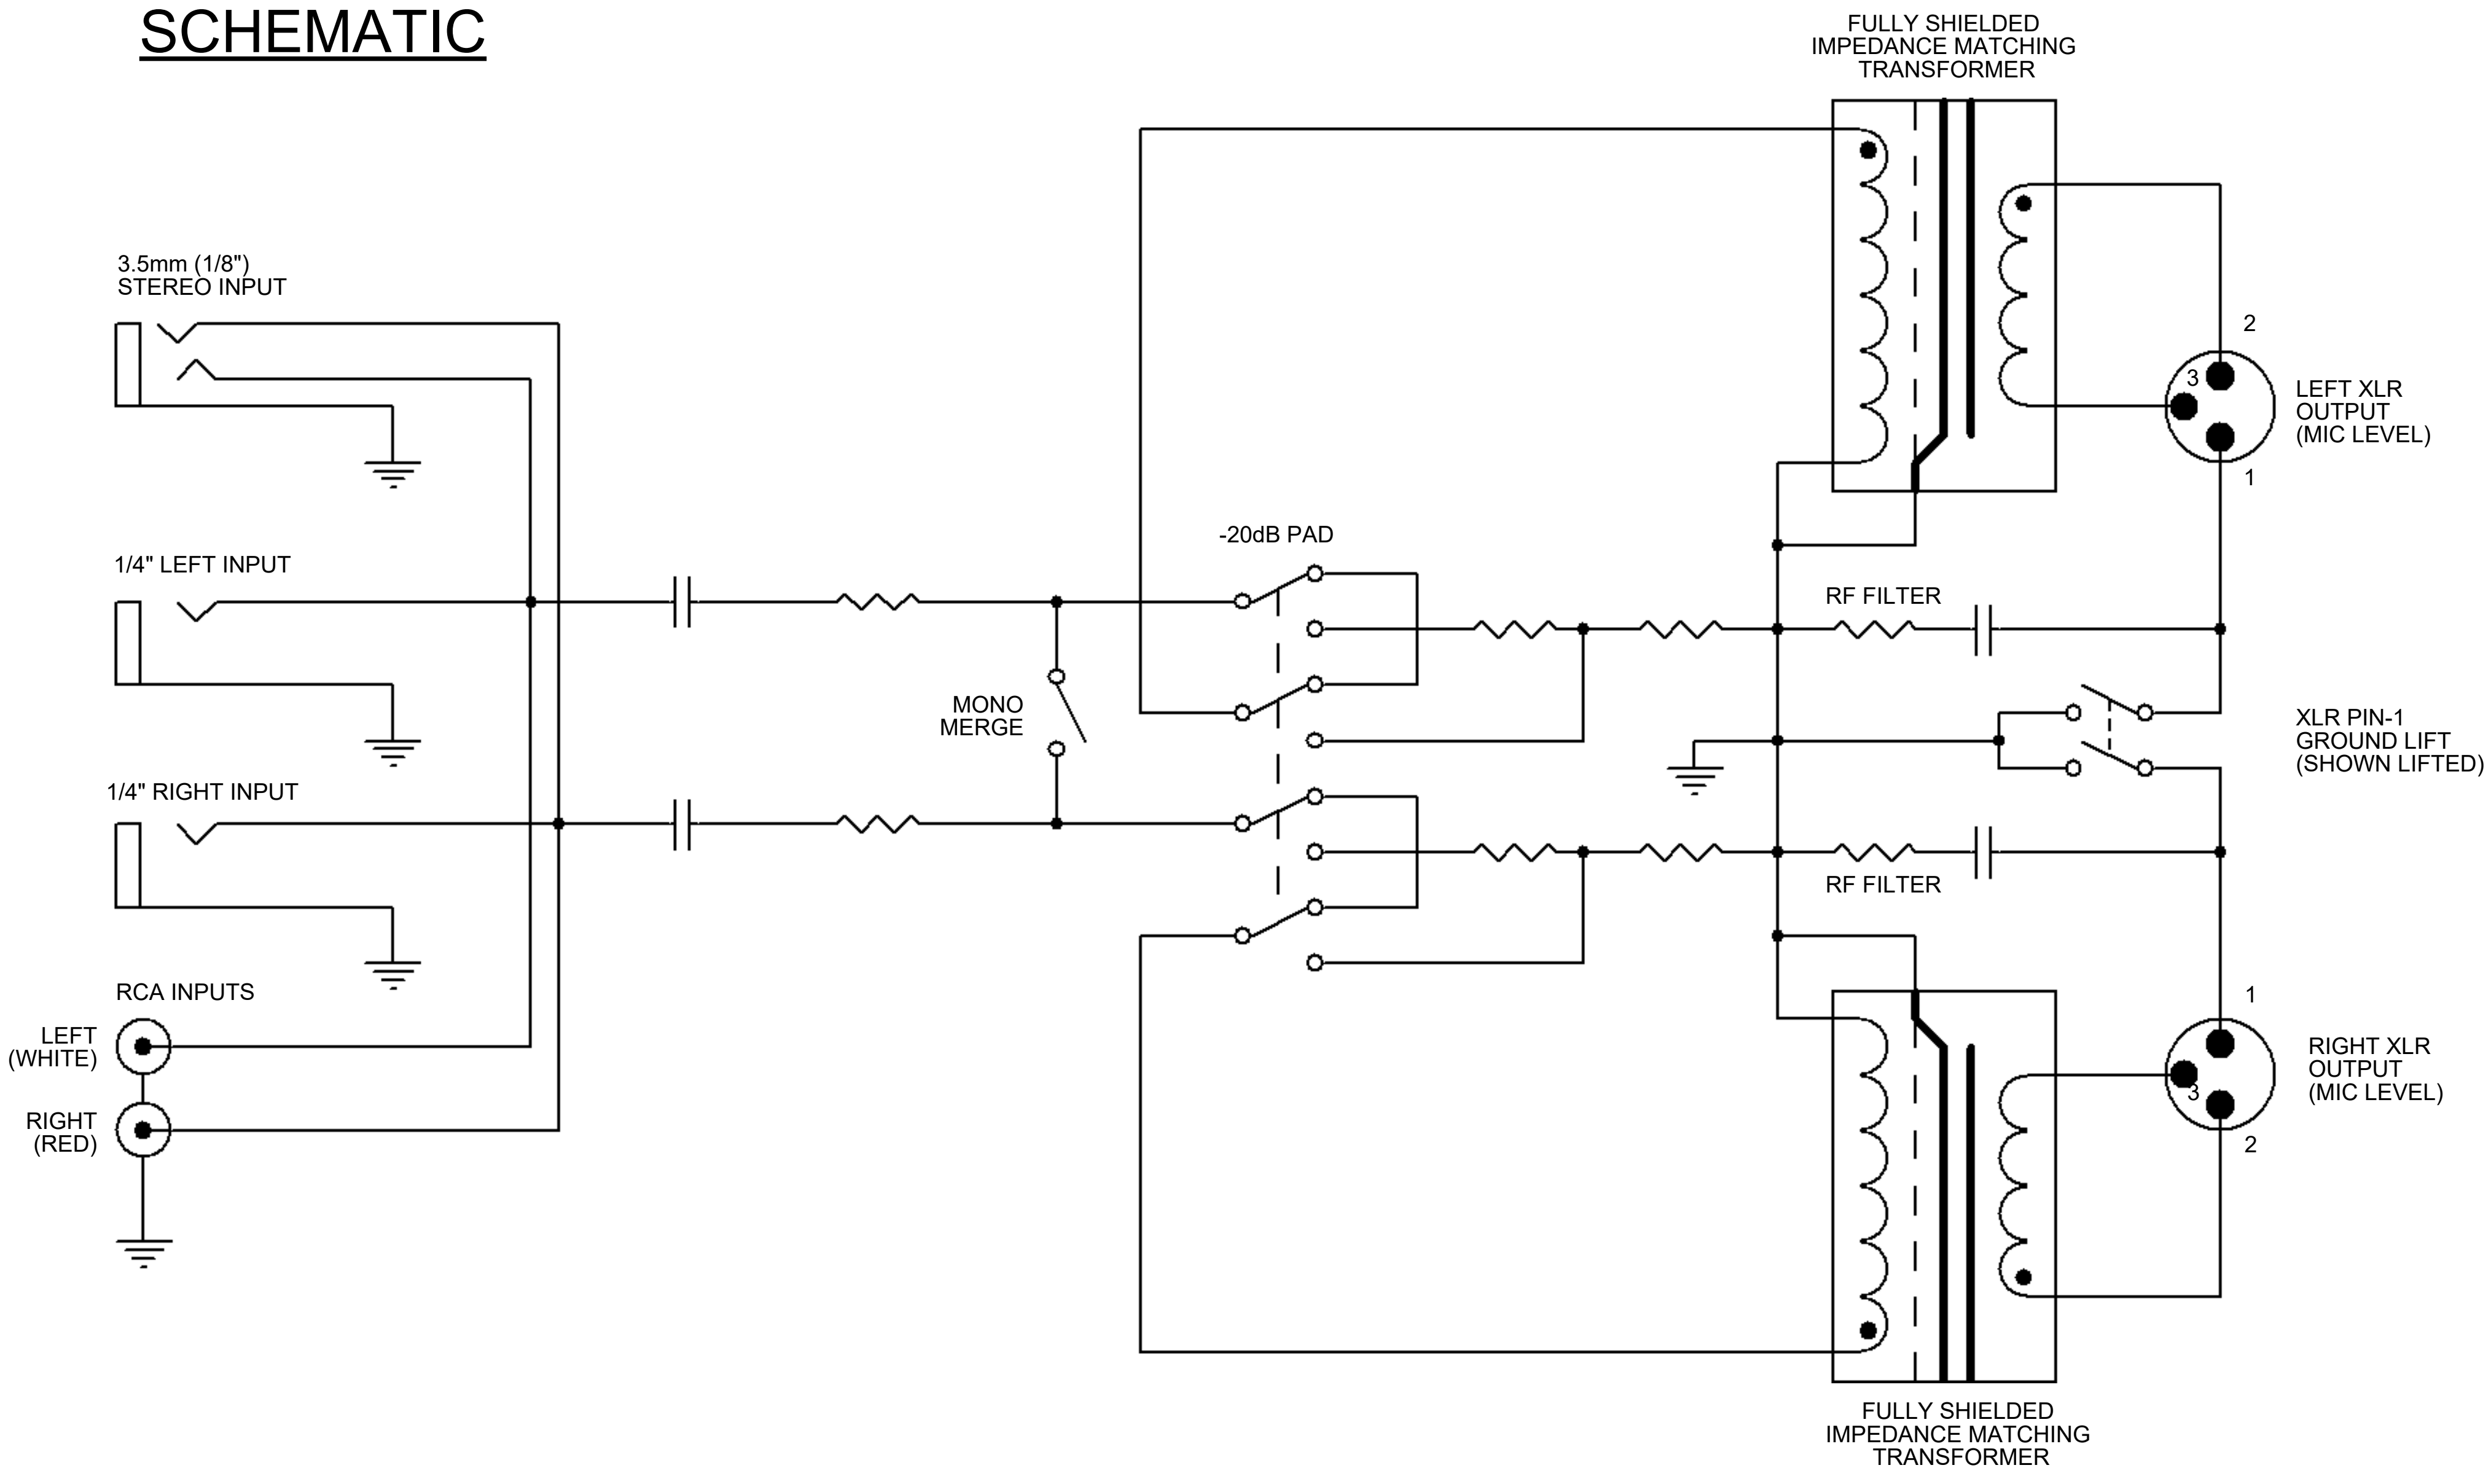 SCHEMATIC
FULLY SHIELDED
IMPEDANCE MATCHING
TRANSFORMER
3.5mm (1/8")
STEREO INPUT
2
3
LEFT XLR
OUTPUT
(MIC LEVEL)
1
-20dB PAD
1/4" LEFT INPUT
RF FILTER
MONO
MERGE
XLR PIN-1
GROUND LIFT
(SHOWN LIFTED)
1/4" RIGHT INPUT
RF FILTER
RCA INPUTS
LEFT
(WHITE)
RIGHT
(RED)
1
3
RIGHT XLR
OUTPUT
(MIC LEVEL)
2
FULLY SHIELDED
IMPEDANCE MATCHING
TRANSFORMER